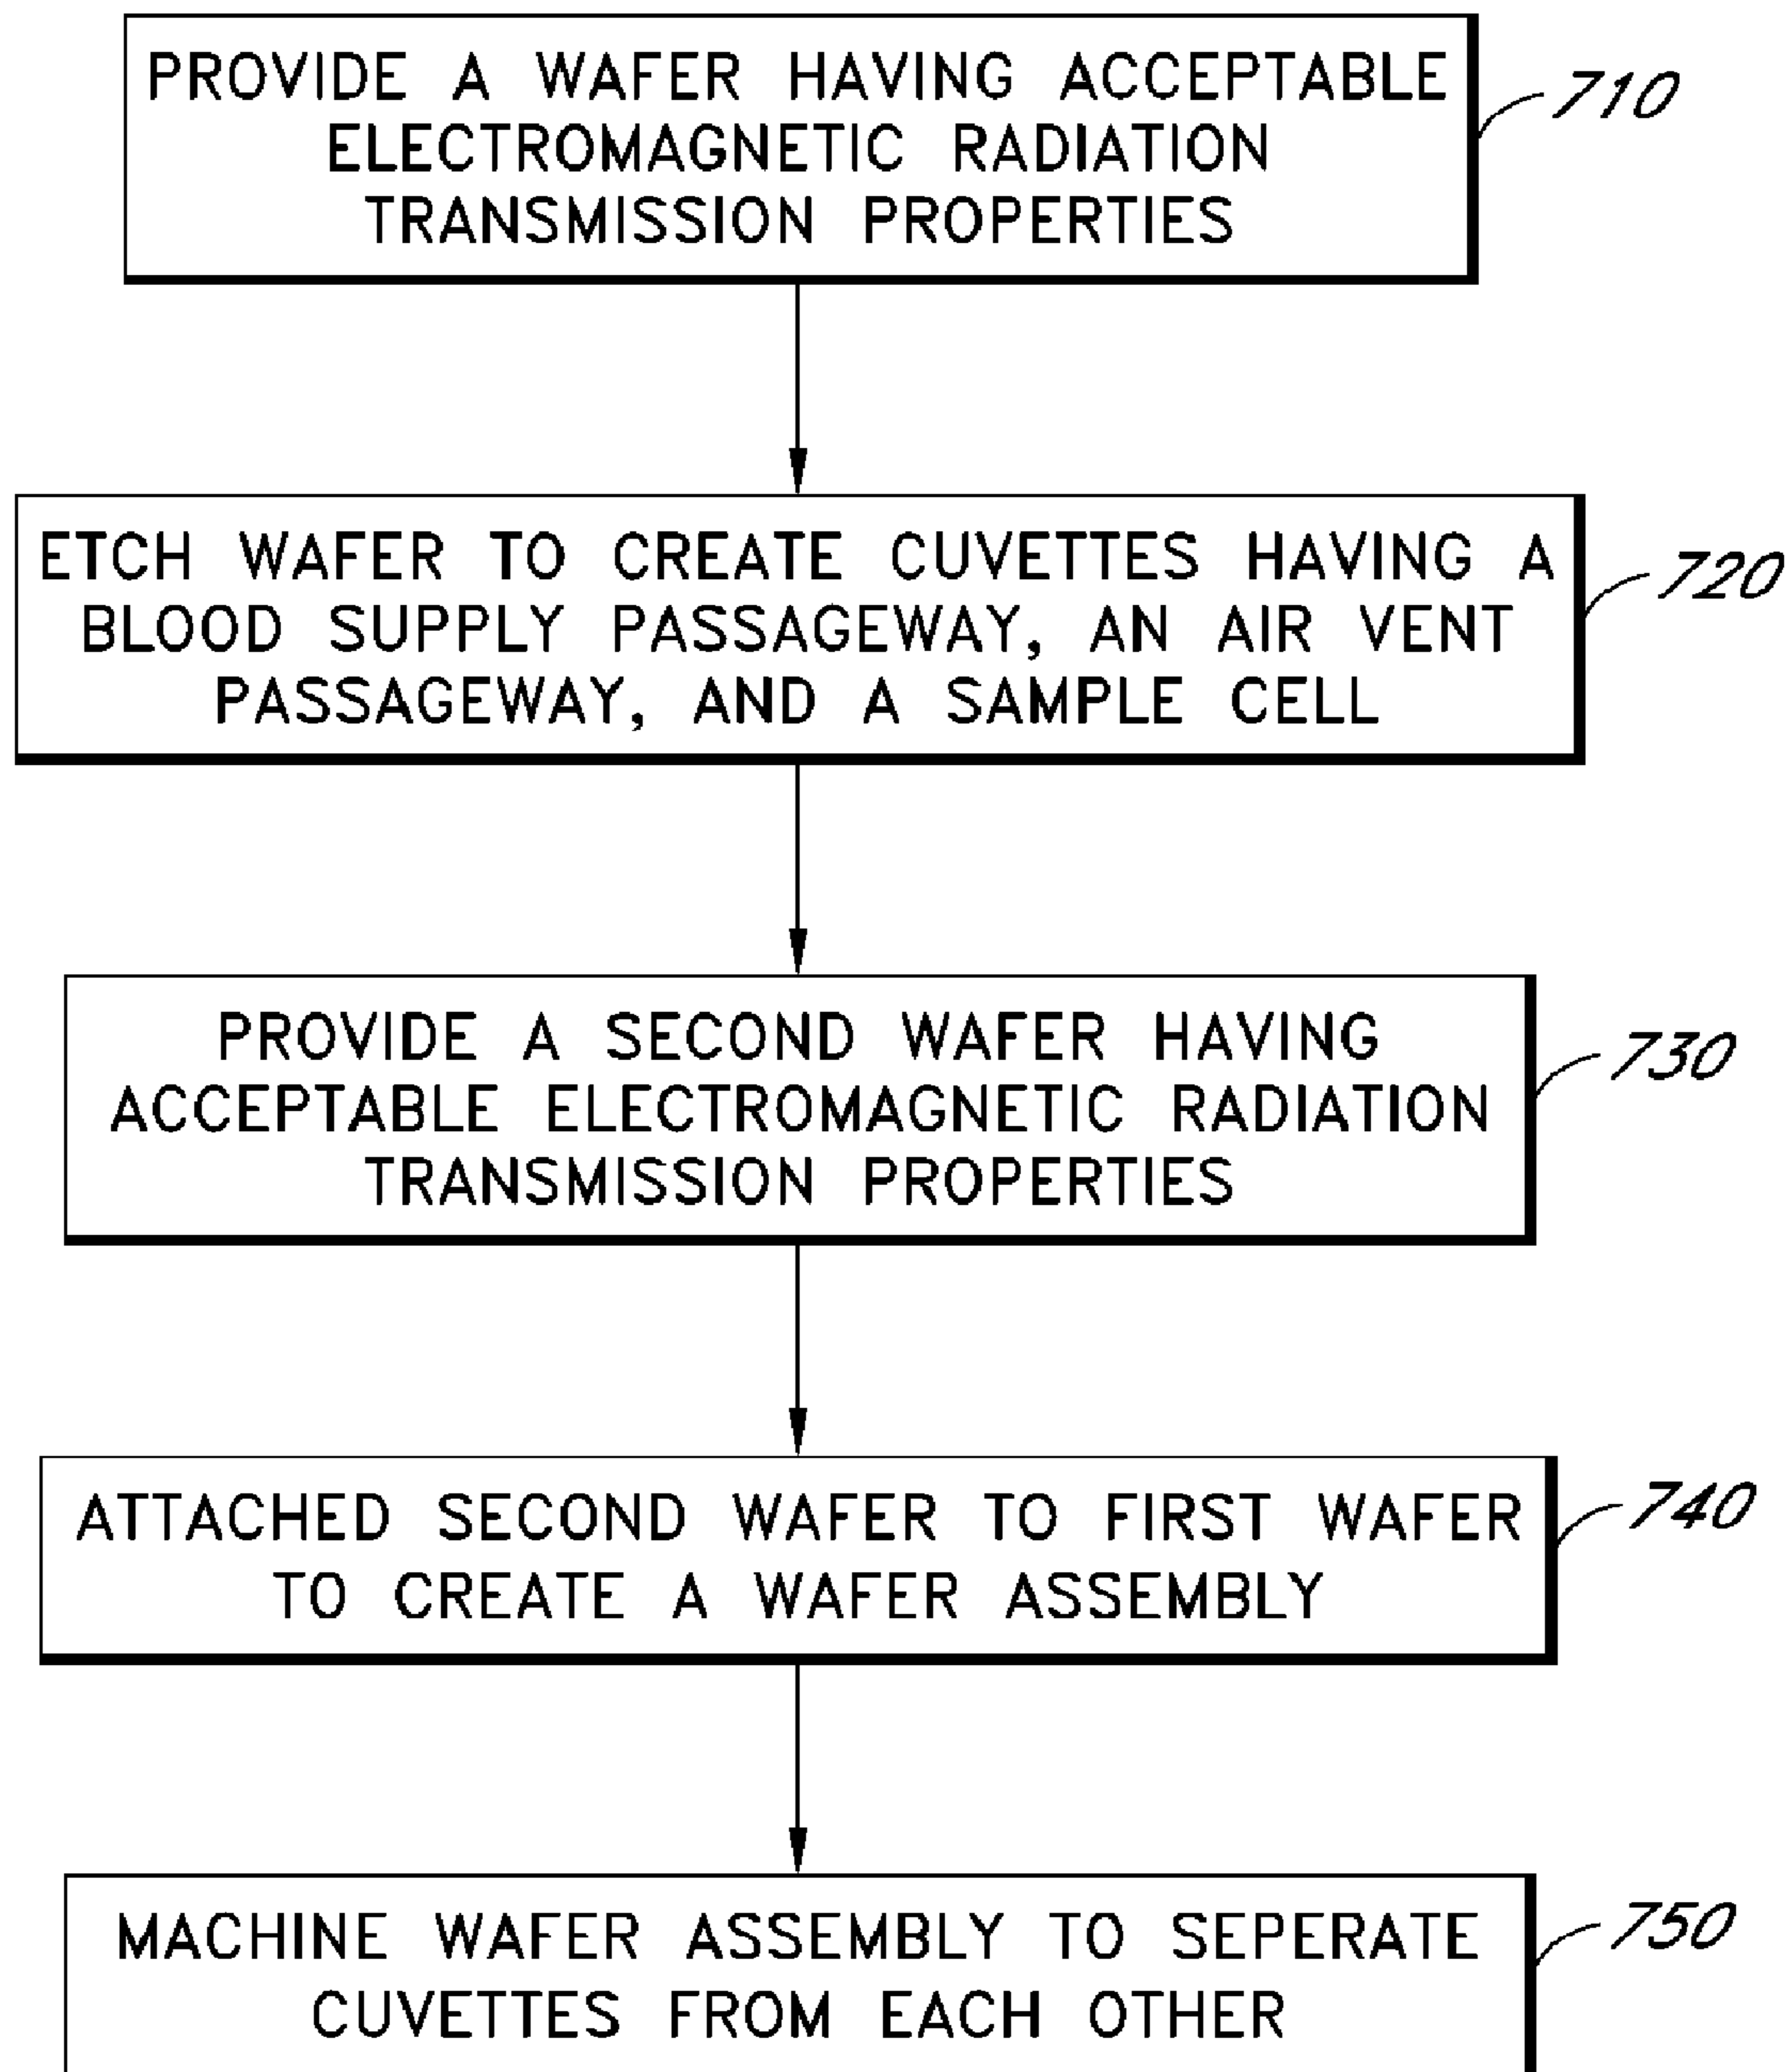 PROVIDE A WAFER HAVING ACCEPTABLE
ELECTROMAGNETIC RADIATION
TRANSMISSION PROPERTIES
710
ETCH WAFER TO CREATE CUVETTES HAVING A
BLOOD SUPPLY PASSAGEWAY, AN AIR VENT
PASSAGEWAY, AND A SAMPLE CELL
720
PROVIDE A SECOND WAFER HAVING
ACCEPTABLE ELECTROMAGNETIC RADIATION
TRANSMISSION PROPERTIES
730
ATTACHED SECOND WAFER TO FIRST WAFER
TO CREATE A WAFER ASSEMBLY
740
MACHINE WAFER ASSEMBLY TO SEPERATE
CUVETTES FROM EACH OTHER
750